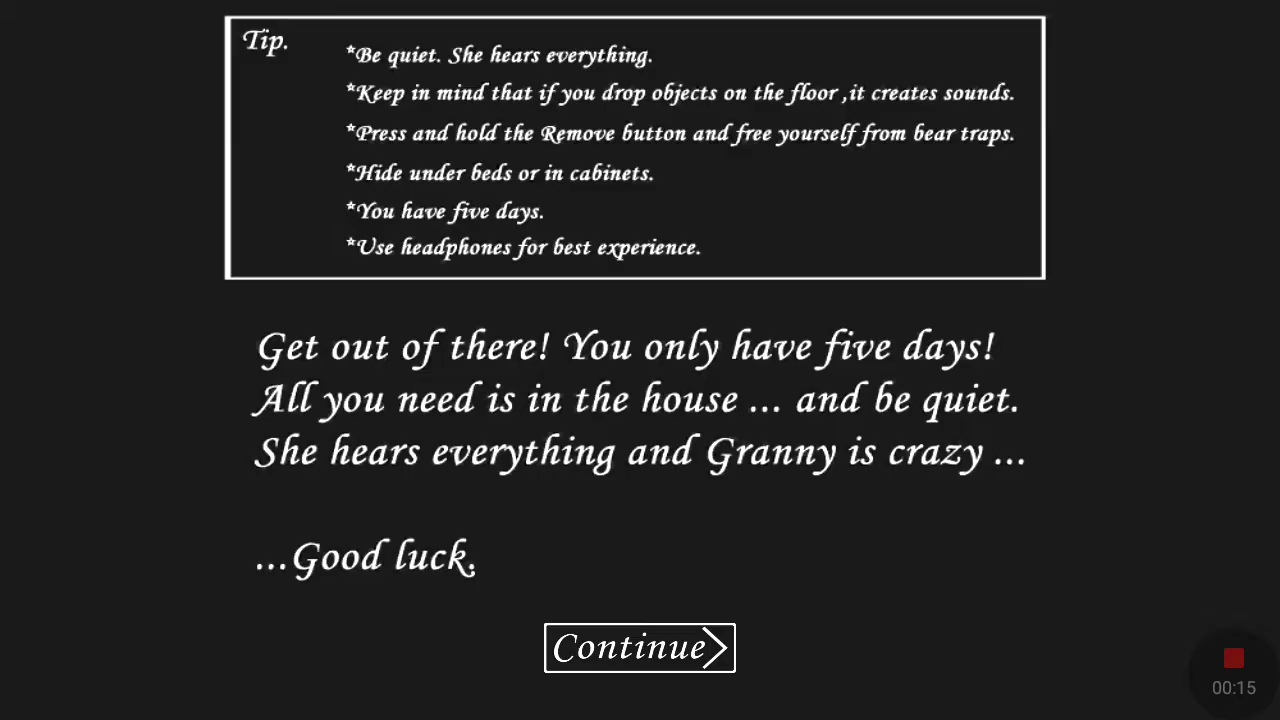 Tip.
*Be quiet. She hears everything.
*Keep in mind that if you drop objects on the floor ,it creates sounds.
*Press and hold the Remove button and free yourself from bear traps.
*Hide under beds or in cabinets.
*You have five days.
*Use headphones for best experience.
Get out of there! You only have five days!
All you need is in the house ... and be quiet.
She hears everything and Granny is crazy ...
...Good luck.
Continue>
00:15